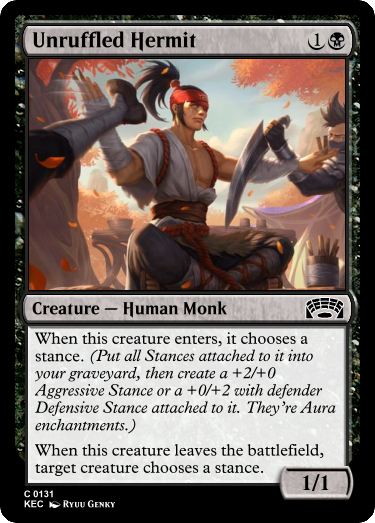 Unruffled Hermit 1
Creature — Human Monk
When this creature enters, it chooses a
stance. (Put all Stances attached to it into
your graveyard, then create a +2/+0
Aggressive Stance or a +0/+2 with defender
Defensive Stance attached to it. They're Aura
enchantments.)
When this creature leaves the battlefield,
target creature chooses a stance.
1/1
C 0131
KEC Ryuu Genky